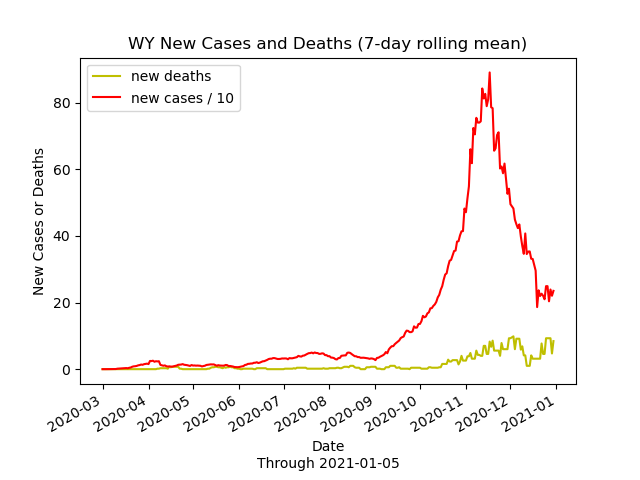 WY New Cases and Deaths (7-day rolling mean)
new deaths
new cases / 10
New Cases or Deaths
80
60
40
20
0
2020-03
2020-04
2020-05
2020-06
2020-07
2020-08
2020-09
2020-10
2020-11
2020-12
2021-01
Date
Through 2021-01-05